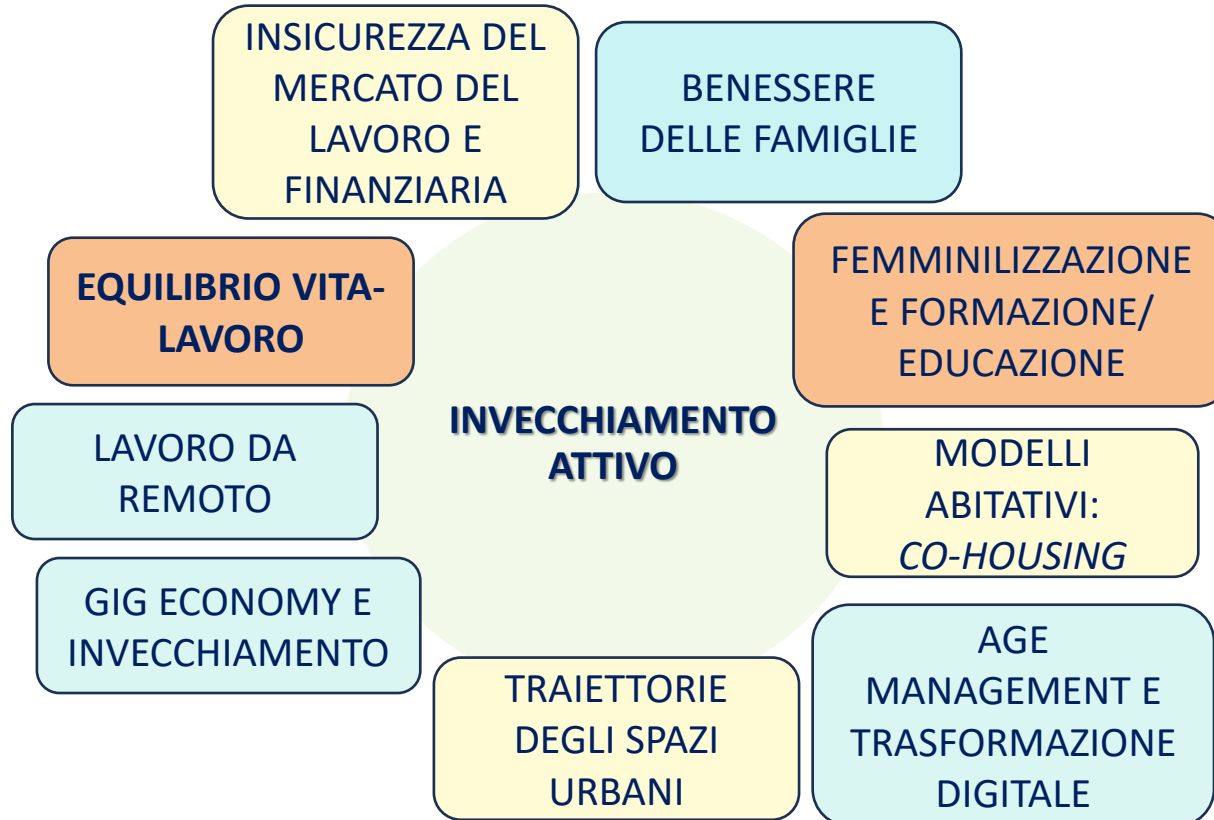 INSICUREZZA DEL
MERCATO DEL
LAVORO E
FINANZIARIA
BENESSERE
DELLE FAMIGLIE
FEMMINILIZZAZIONE
E FORMAZIONE/
EDUCAZIONE
EQUILIBRIO VITA-
LAVORO
INVECCHIAMENTO
ATTIVO
LAVORO DA
REMOTO
MODELLI
ABITATIVI:
CO-HOUSING
GIG ECONOMY E
INVECCHIAMENTO
TRAIETTORIE
DEGLI SPAZI
URBANI
AGE
MANAGEMENT E
TRASFORMAZIONE
DIGITALE